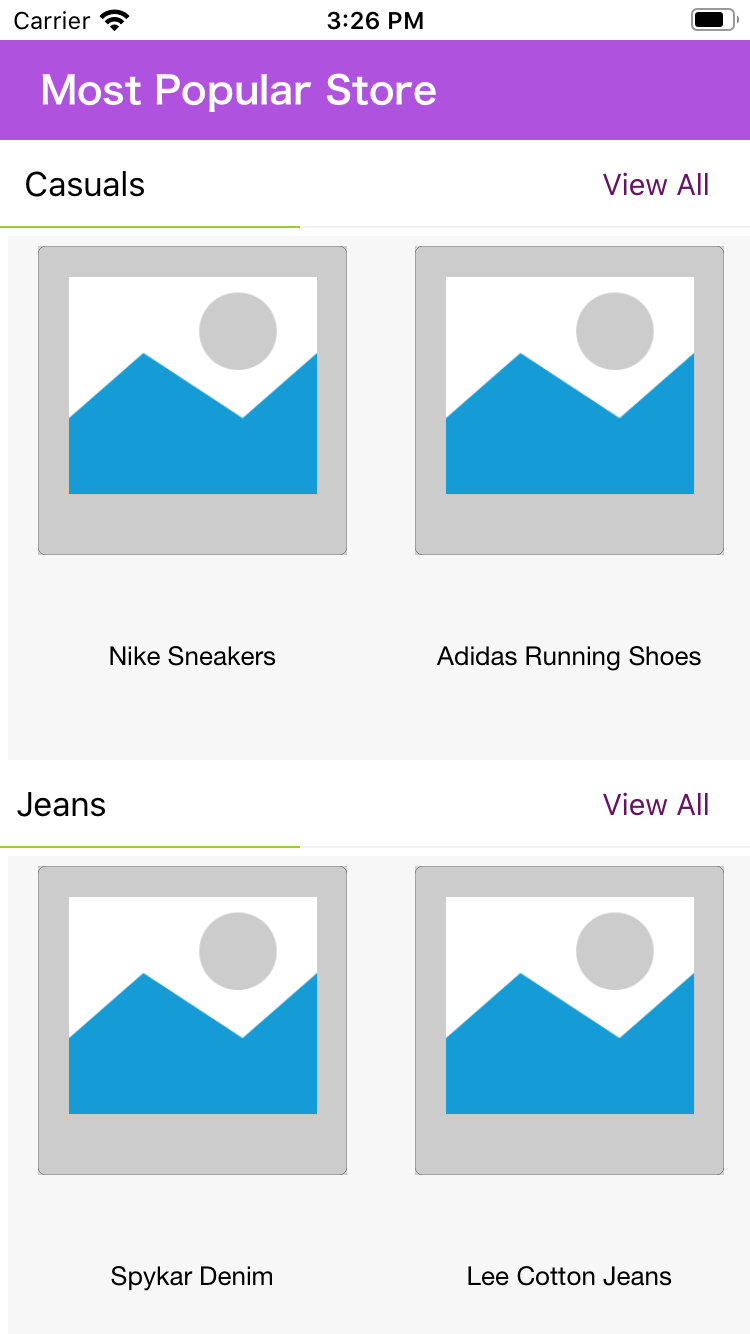 Carrier 3:26 PM
Most Popular Store
Casuals View All
Nike Sneakers Adidas Running Shoes
Jeans View All
Spykar Denim Lee Cotton Jeans